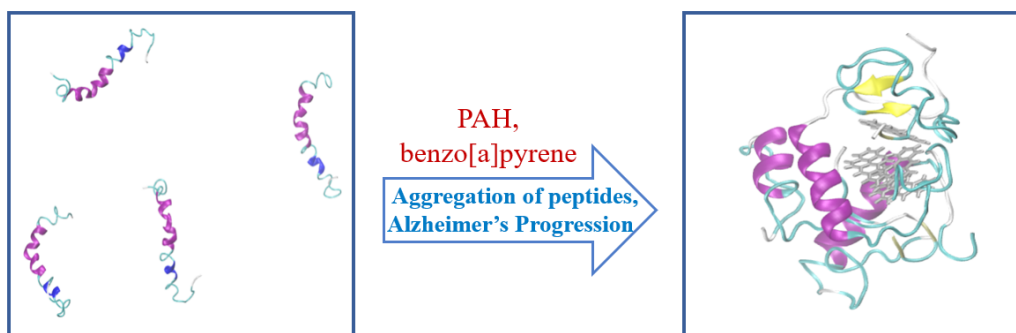 PAH,
benzo[a]pyrene
Aggregation of peptides,
Alzheimer's Progression